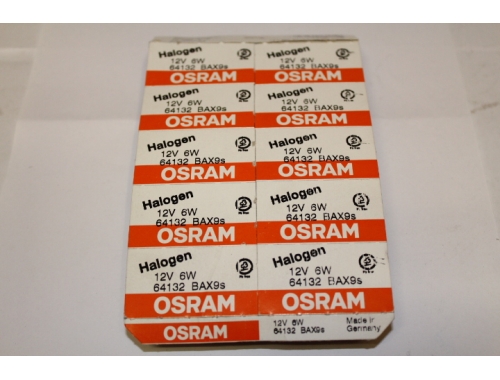 Halogen
12V 6W
64132 BAX9s
OSRAM
Halogen
12V 6W
64132 BAX9s
OSRAM
Halogen
12V 6W
64132 BAX9s
OSRAM
Halogen
12V 6W
64132 BAX9s
OSRAM
Halogen
12V 6W
64132 BAX9s
OSRAM
Halogen
12V 6W
64132 BAX9s
OSRAM
Halogen
12V 6W
64132 BAX9s
OSRAM
Halogen
12V 6W
64132 BAX9s
OSRAM
Halogen
12V 6W
64132 BAX9s
OSRAM
Halogen
12V 6W
64132 BAX9s
OSRAM
OSRAM
12V 6W
64132 BAX9s
Made in
Germany